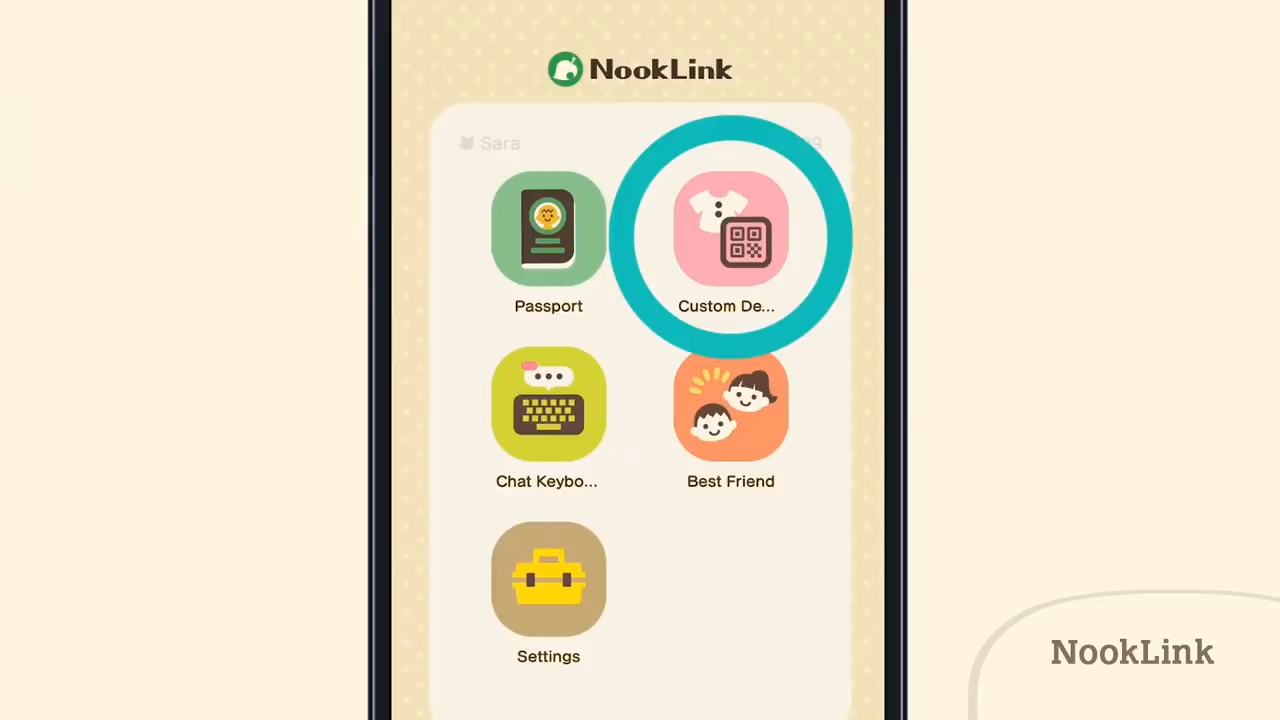 NookLink
Sara
Passport
Custom De...
Chat Keybo...
Best Friend
Settings
NookLink